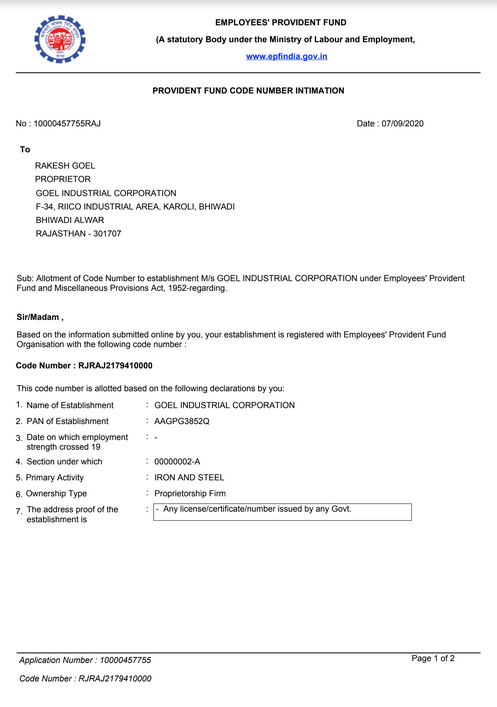 EMPLOYEES' PROVIDENT FUND
(A statutory Body under the Ministry of Labour and Employment,
www.epfindia.gov.in
PROVIDENT FUND CODE NUMBER INTIMATION
No : 10000457755RAJ Date : 07/09/2020
To
RAKESH GOEL
PROPRIETOR
GOEL INDUSTRIAL CORPORATION
F-34, RIICO INDUSTRIAL AREA, KAROLI, BHIWADI
BHIWADI ALWAR
RAJASTHAN - 301707
Sub: Allotment of Code Number to establishment M/s GOEL INDUSTRIAL CORPORATION under Employees' Provident
Fund and Miscellaneous Provisions Act, 1952-regarding.
Sir/Madam ,
Based on the information submitted online by you, your establishment is registered with Employees' Provident Fund
Organisation with the following code number :
Code Number : RJRAJ2179410000
This code number is allotted based on the following declarations by you:
1. Name of Establishment : GOEL INDUSTRIAL CORPORATION
2. PAN of Establishment : AAGPG3852Q
3. Date on which employment : -
strength crossed 19
4. Section under which : 00000002-A
5. Primary Activity : IRON AND STEEL
6. Ownership Type : Proprietorship Firm
7. The address proof of the : - Any license/certificate/number issued by any Govt.
establishment is
Application Number : 10000457755 Page 1 of 2
Code Number : RJRAJ2179410000